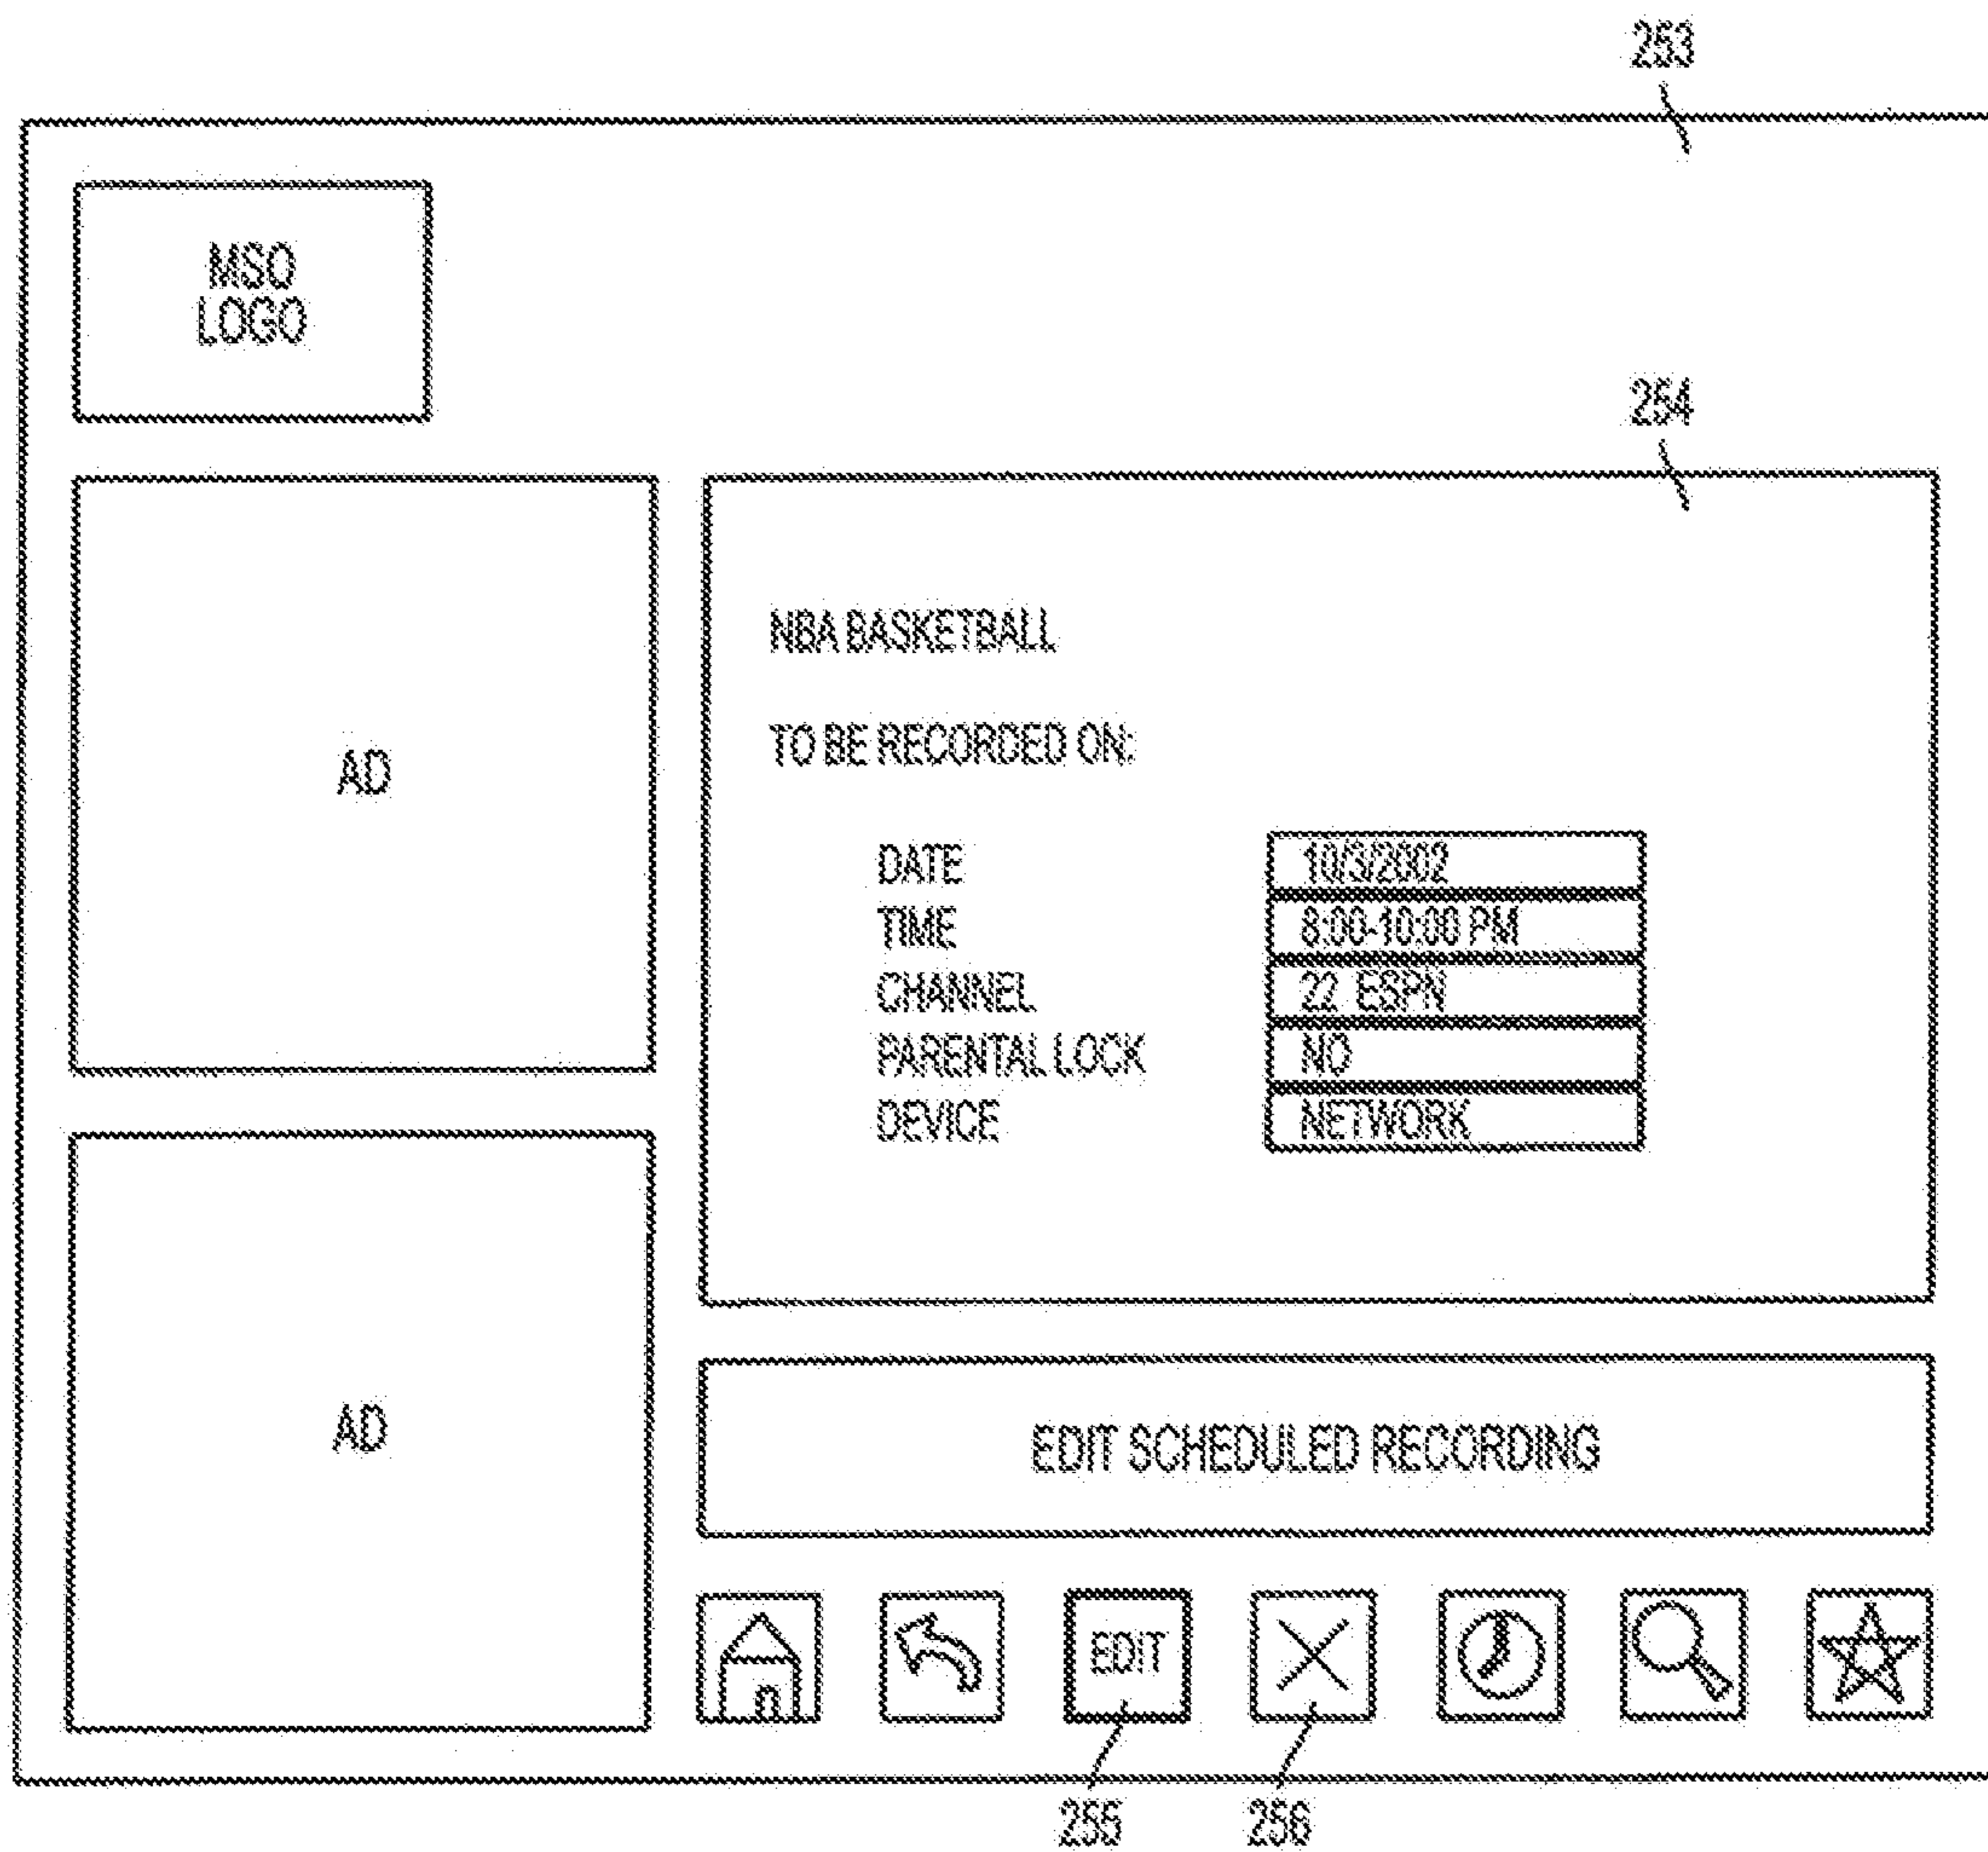 253
MSO
LOGO
254
NBA BASKETBALL
TO BE RECORDED ON:
DATE 10/3/2002
TIME 8:00-10:00 PM
CHANNEL 22 ESPN
PARENTAL LOCK NO
DEVICE NETWORK
AD
AD
EDIT SCHEDULED RECORDING
EDIT
255
256